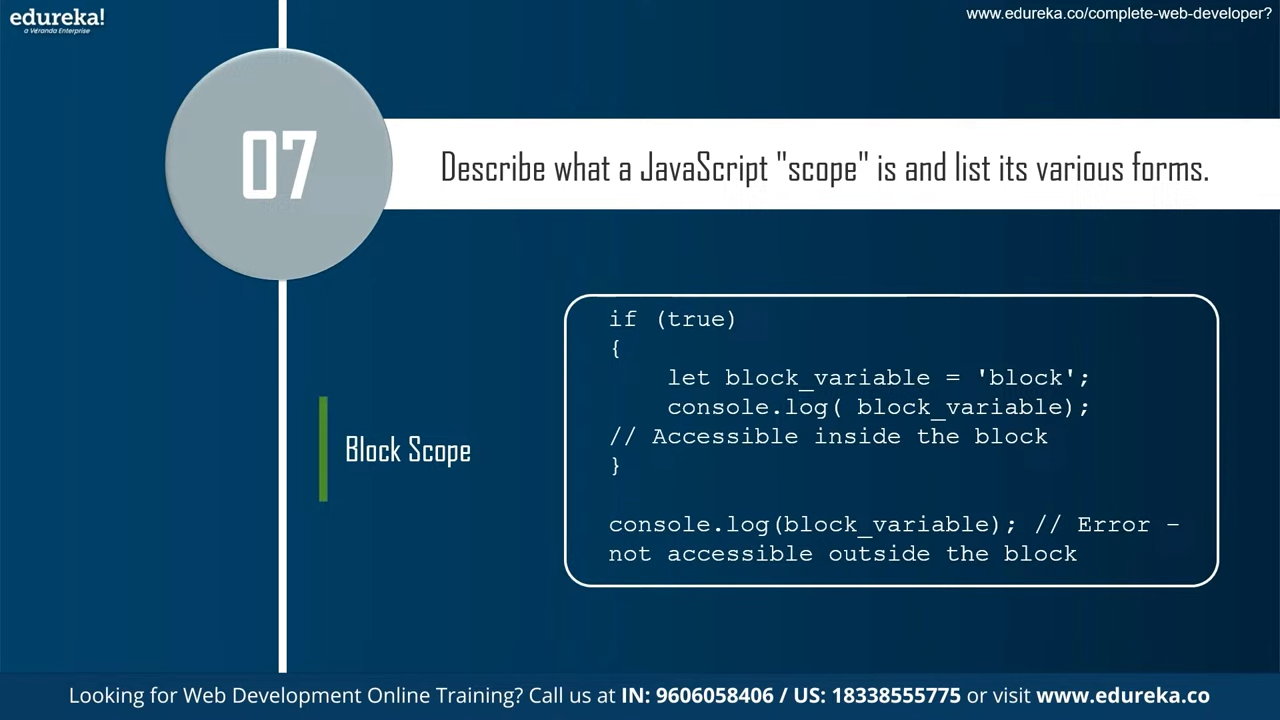 edureka!
a Veranda Enterprise
www.edureka.co/complete-web-developer?
07
Describe what a JavaScript "scope" is and list its various forms.
Block Scope
if (true)
{
let block_variable = 'block';
console.log( block_variable);
// Accessible inside the block
}
console.log(block_variable); // Error –
not accessible outside the block
Looking for Web Development Online Training? Call us at IN: 9606058406 / US: 18338555775 or visit www.edureka.co